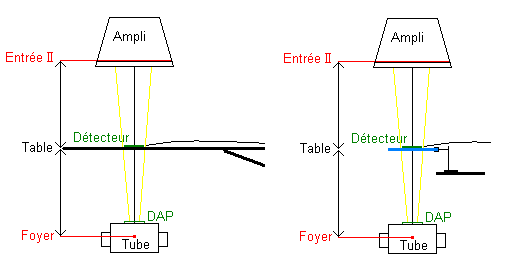 Ampli
Entrée II
Détecteur
Table
DAP
Foyer
Tube
Ampli
Entrée II
Détecteur
Table
DAP
Foyer
Tube